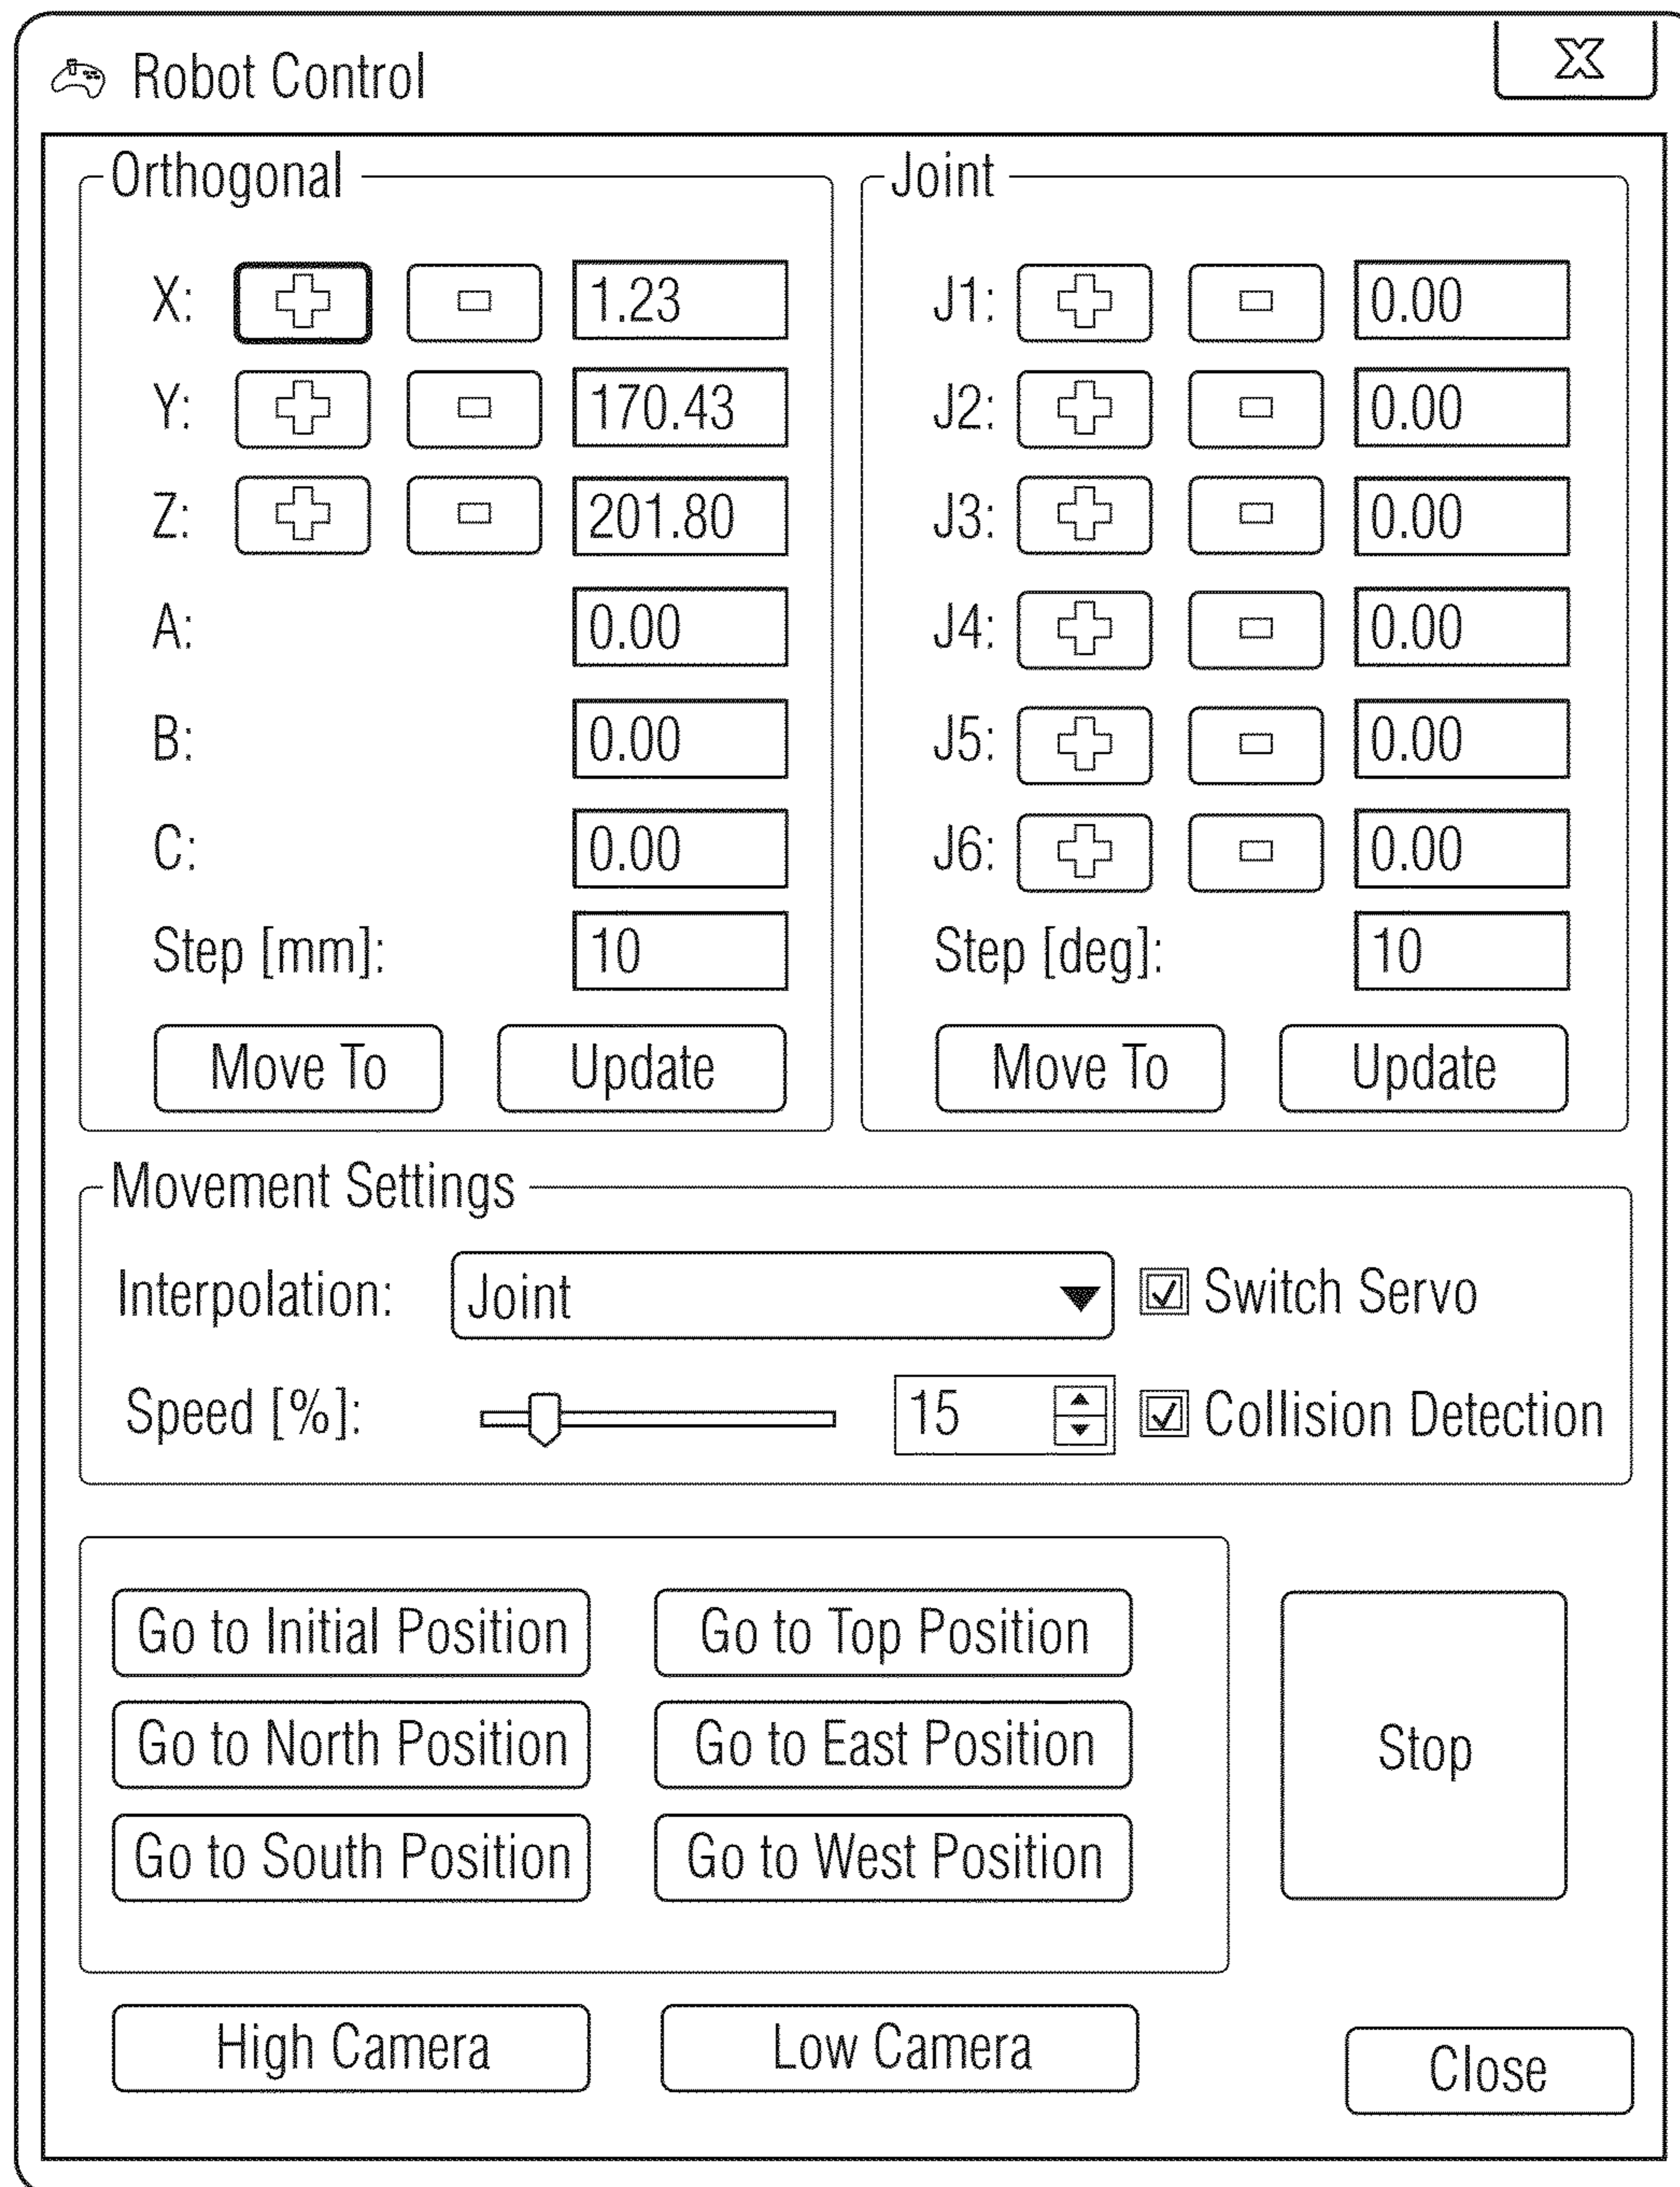 Robot Control
X
Orthogonal
X: + - 1.23
Y: + - 170.43
Z: + - 201.80
A: 0.00
B: 0.00
C: 0.00
Step [mm]: 10
Move To Update
Joint
J1: + - 0.00
J2: + - 0.00
J3: + - 0.00
J4: + - 0.00
J5: + - 0.00
J6: + - 0.00
Step [deg]: 10
Move To Update
Movement Settings
Interpolation: Joint Switch Servo
Speed [%]: 15 Collision Detection
Go to Initial Position Go to Top Position
Go to North Position Go to East Position
Go to South Position Go to West Position
Stop
High Camera Low Camera
Close